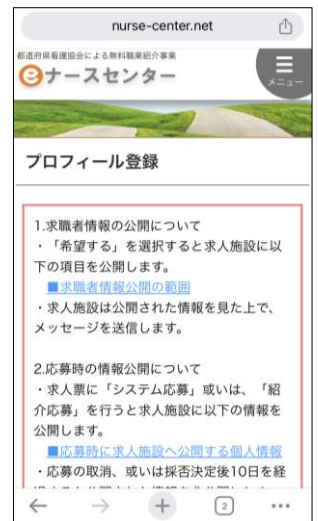 nurse-center.net
都道府県看護協会による無料職業紹介事業
eナースセンター
メニュー
プロフィール登録
1.求職者情報の公開について
・「希望する」を選択すると求人施設に以
下の項目を公開します。
■求職者情報公開の範囲
・求人施設は公開された情報を見た上で、
メッセージを送信します。
2.応募時の情報公開について
・求人票に「システム応募」或いは、「紹
介応募」を行うと求人施設に以下の情報を
公開します。
■応募時に求人施設へ公開する個人情報
・応募の取消、或いは採否決定後10日を経
2